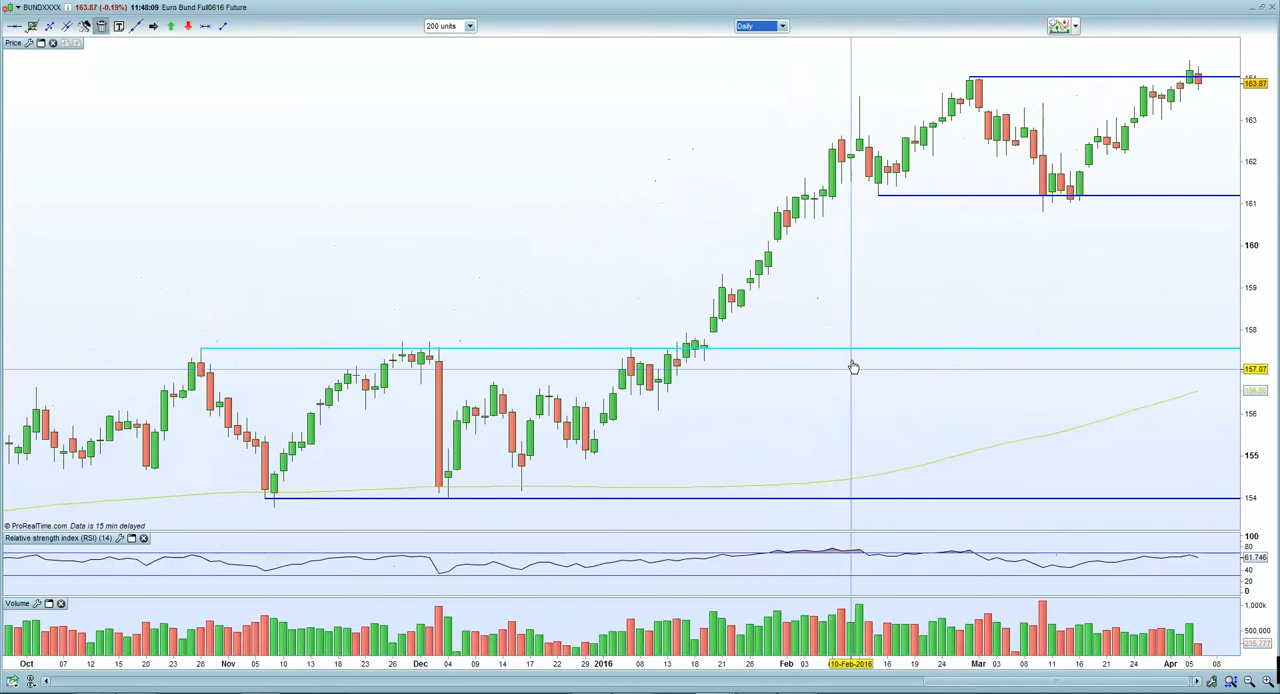 BUNDXXXX 163.87 (-0.19%) 11:48:09 Euro Bund Full0616 Future
200 units
Daily
Price
164
163.87
163
162
161
160
159
158
157.07
156
155
154
© ProRealTime.com Data is 15 min delayed
Relative strength index (RSI) (14)
100
80
61.746
40
20
0
Volume
1,000k
500,000
235,777
Oct 07 12 15 20 23 28 Nov 05 10 13 18 23 26 Dec 04 09 14 17 22 29 2016 08 13 18 21 26 Feb 03 10-Feb-2016 16 19 24 Mar 03 08 11 16 21 24 Apr 05 08